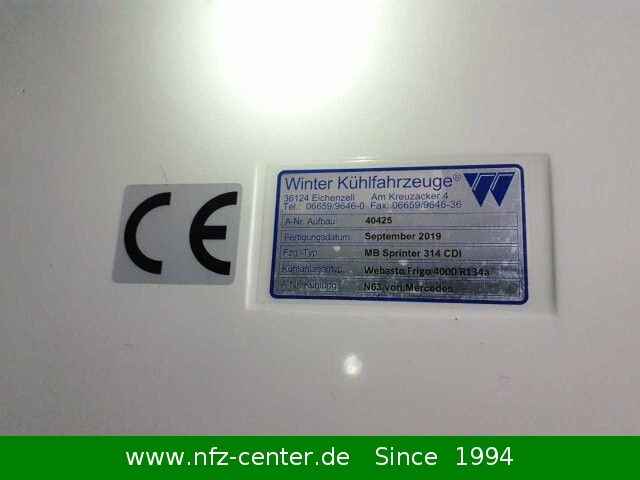 CE
Winter Kühlfahrzeuge®
36124 Eichenzell Am Kreuzacker 4
Tel.: 06659/9646-0 Fax: 06659/9646-36
A-Nr. Aufbau: 40425
Fertigungsdatum: September 2019
Fzg.-Typ: MB Sprinter 314 CDI
Kühlanlagentyp: Webasto Frigo 4000 R134a
A-Nr. Kühlung N63 von Mercedes
www.nfz-center.de Since 1994